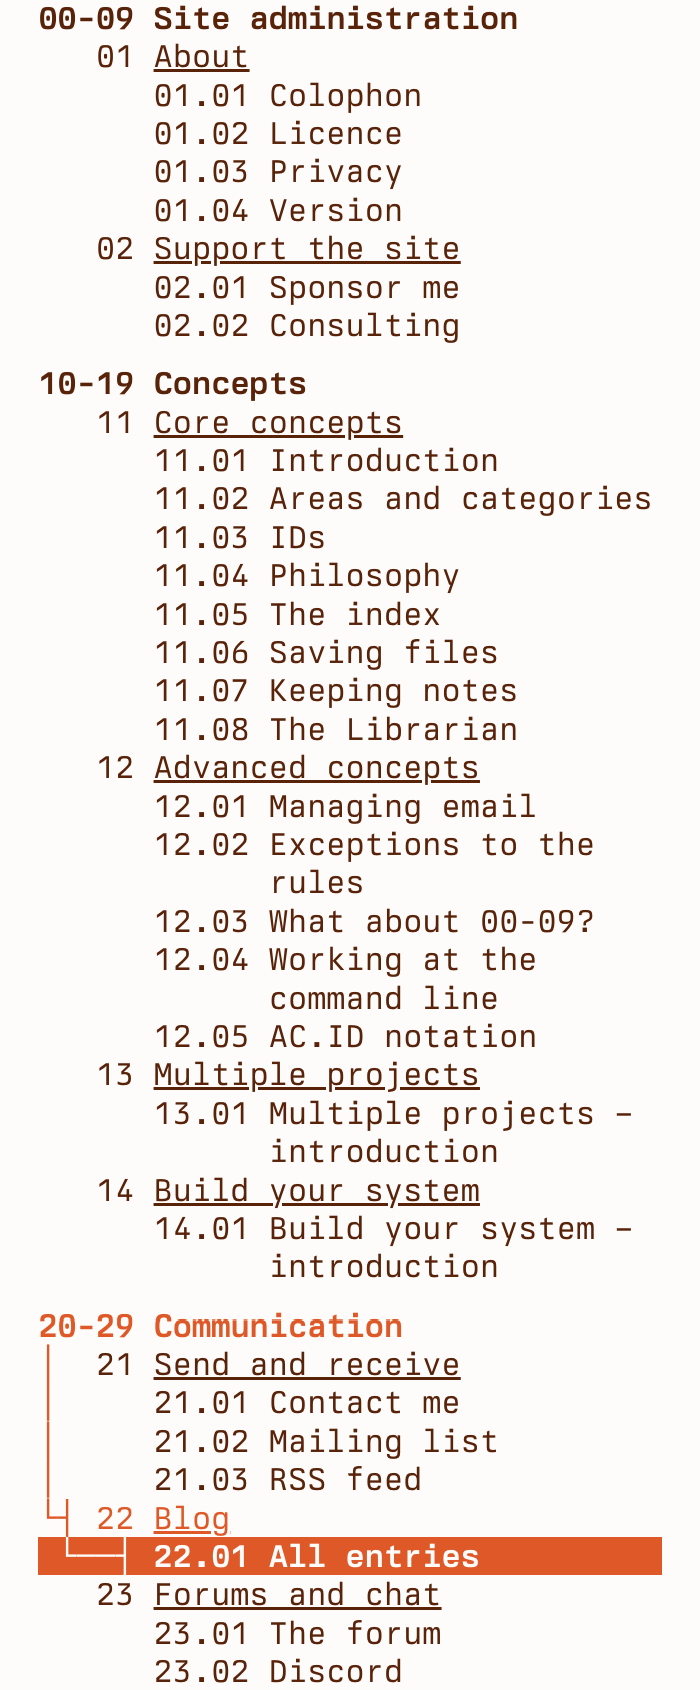 00-09 Site administration
01 About
01.01 Colophon
01.02 Licence
01.03 Privacy
01.04 Version
02 Support the site
02.01 Sponsor me
02.02 Consulting
10-19 Concepts
11 Core concepts
11.01 Introduction
11.02 Areas and categories
11.03 IDs
11.04 Philosophy
11.05 The index
11.06 Saving files
11.07 Keeping notes
11.08 The Librarian
12 Advanced concepts
12.01 Managing email
12.02 Exceptions to the
rules
12.03 What about 00-09?
12.04 Working at the
command line
12.05 AC.ID notation
13 Multiple projects
13.01 Multiple projects –
introduction
14 Build your system
14.01 Build your system –
introduction
20-29 Communication
21 Send and receive
21.01 Contact me
21.02 Mailing list
21.03 RSS feed
22 Blog
22.01 All entries
23 Forums and chat
23.01 The forum
23.02 Discord